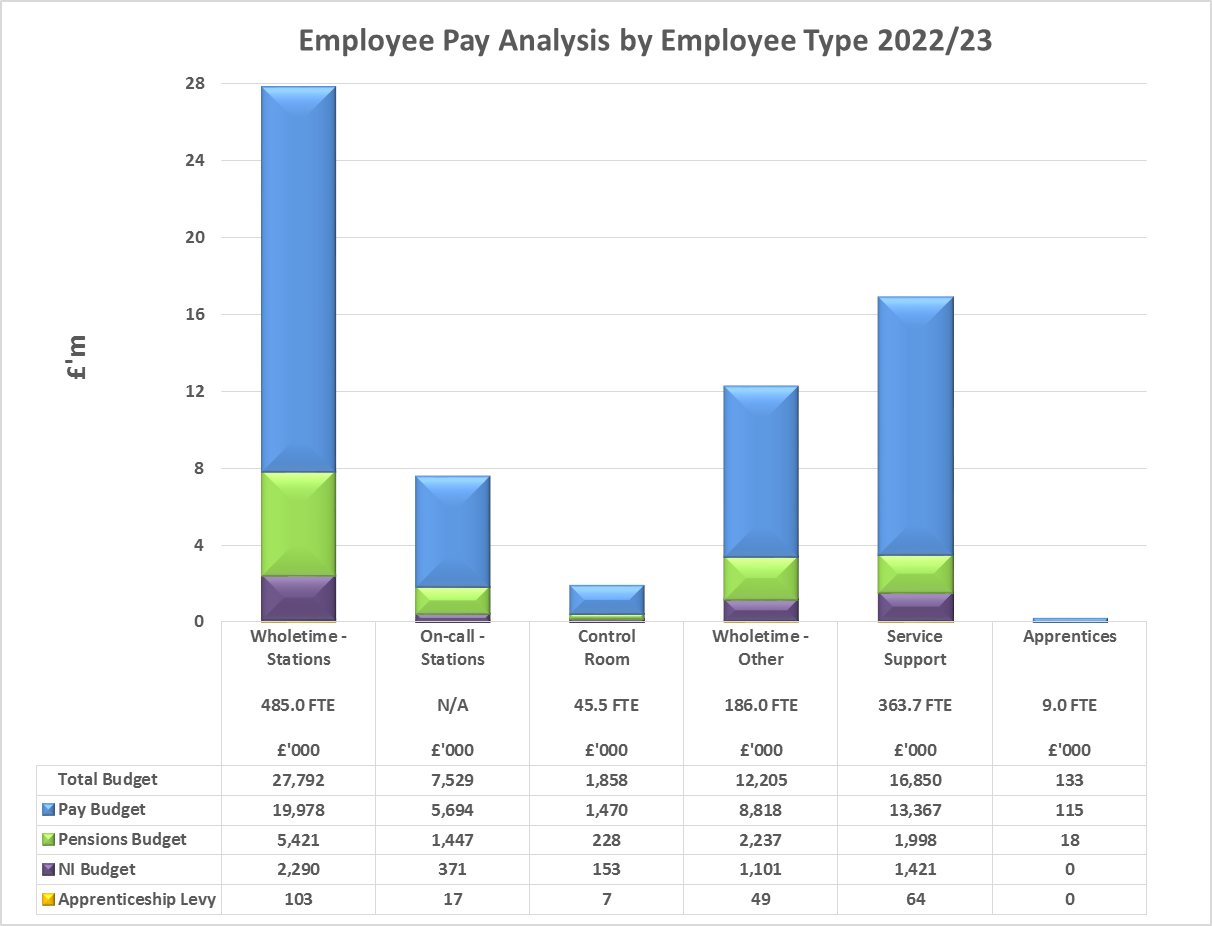 Employee Pay Analysis by Employee Type 2022/23
£'m
28
24
20
16
12
8
4
0
Wholetime - Stations On-call - Stations Control Room Wholetime - Other Service Support Apprentices
485.0 FTE N/A 45.5 FTE 186.0 FTE 363.7 FTE 9.0 FTE
£'000 £'000 £'000 £'000 £'000 £'000
Total Budget 27,792 7,529 1,858 12,205 16,850 133
Pay Budget 19,978 5,694 1,470 8,818 13,367 115
Pensions Budget 5,421 1,447 228 2,237 1,998 18
NI Budget 2,290 371 153 1,101 1,421 0
Apprenticeship Levy 103 17 7 49 64 0